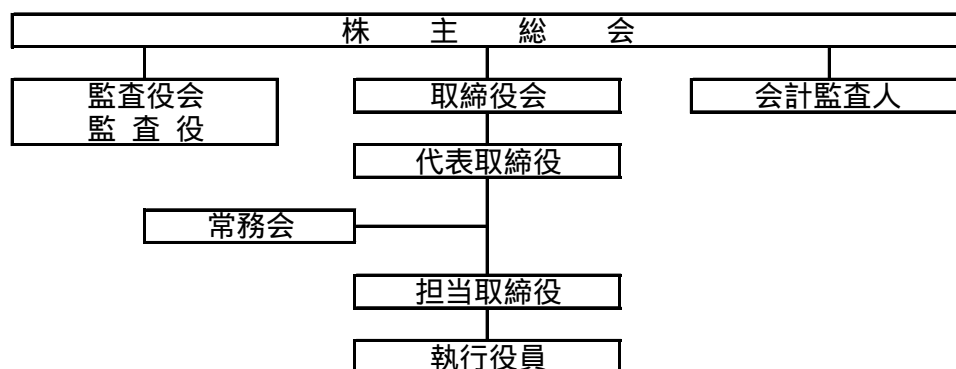 株主総会
監査役会
監査役
取締役会
会計監査人
代表取締役
常務会
担当取締役
執行役員